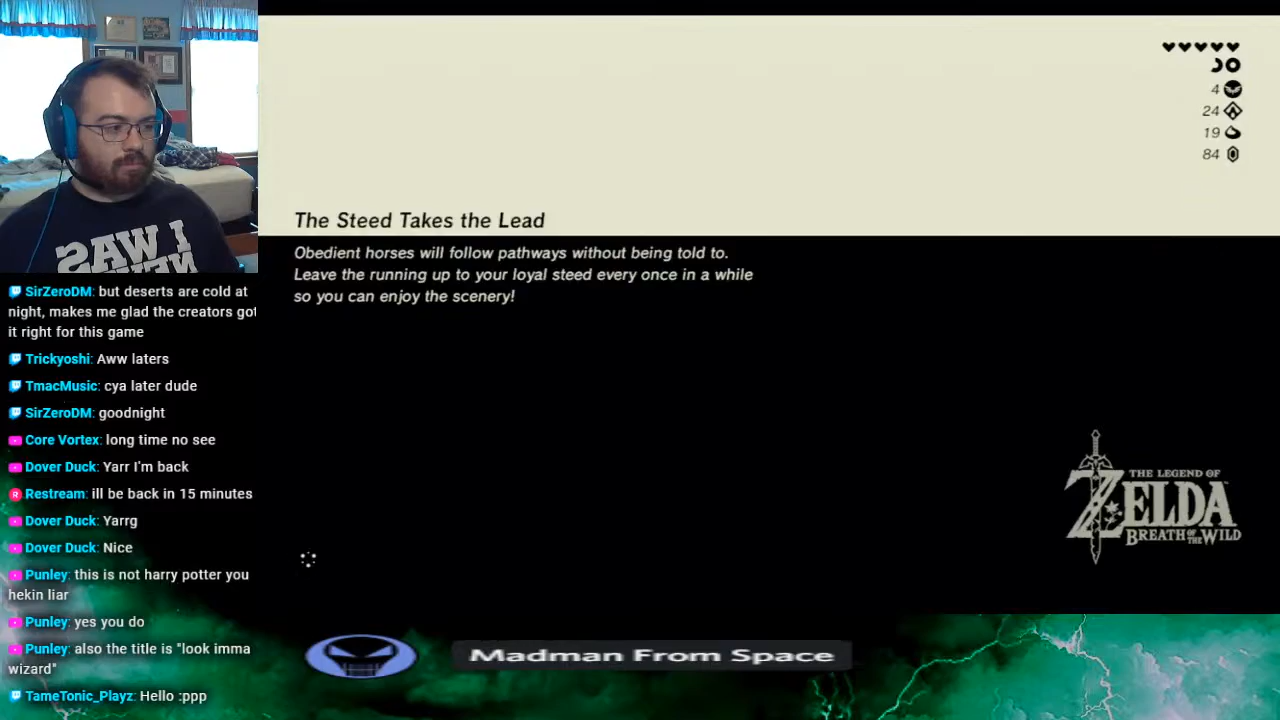 I WAS
4
24
19
84
The Steed Takes the Lead
Obedient horses will follow pathways without being told to.
Leave the running up to your loyal steed every once in a while
so you can enjoy the scenery!
SirZeroDM: but deserts are cold at
night, makes me glad the creators got
it right for this game
Trickyoshi: Aww laters
TmacMusic: cya later dude
SirZeroDM: goodnight
Core Vortex: long time no see
Dover Duck: Yarr I'm back
R Restream: ill be back in 15 minutes
Dover Duck: Yarrg
Dover Duck: Nice
Punley: this is not harry potter you
hekin liar
Punley: yes you do
Punley: also the title is "look imma
wizard"
TameTonic_Playz: Hello :ppp
THE LEGEND OF
ZELDA
BREATH OF THE WILD
Madman From Space